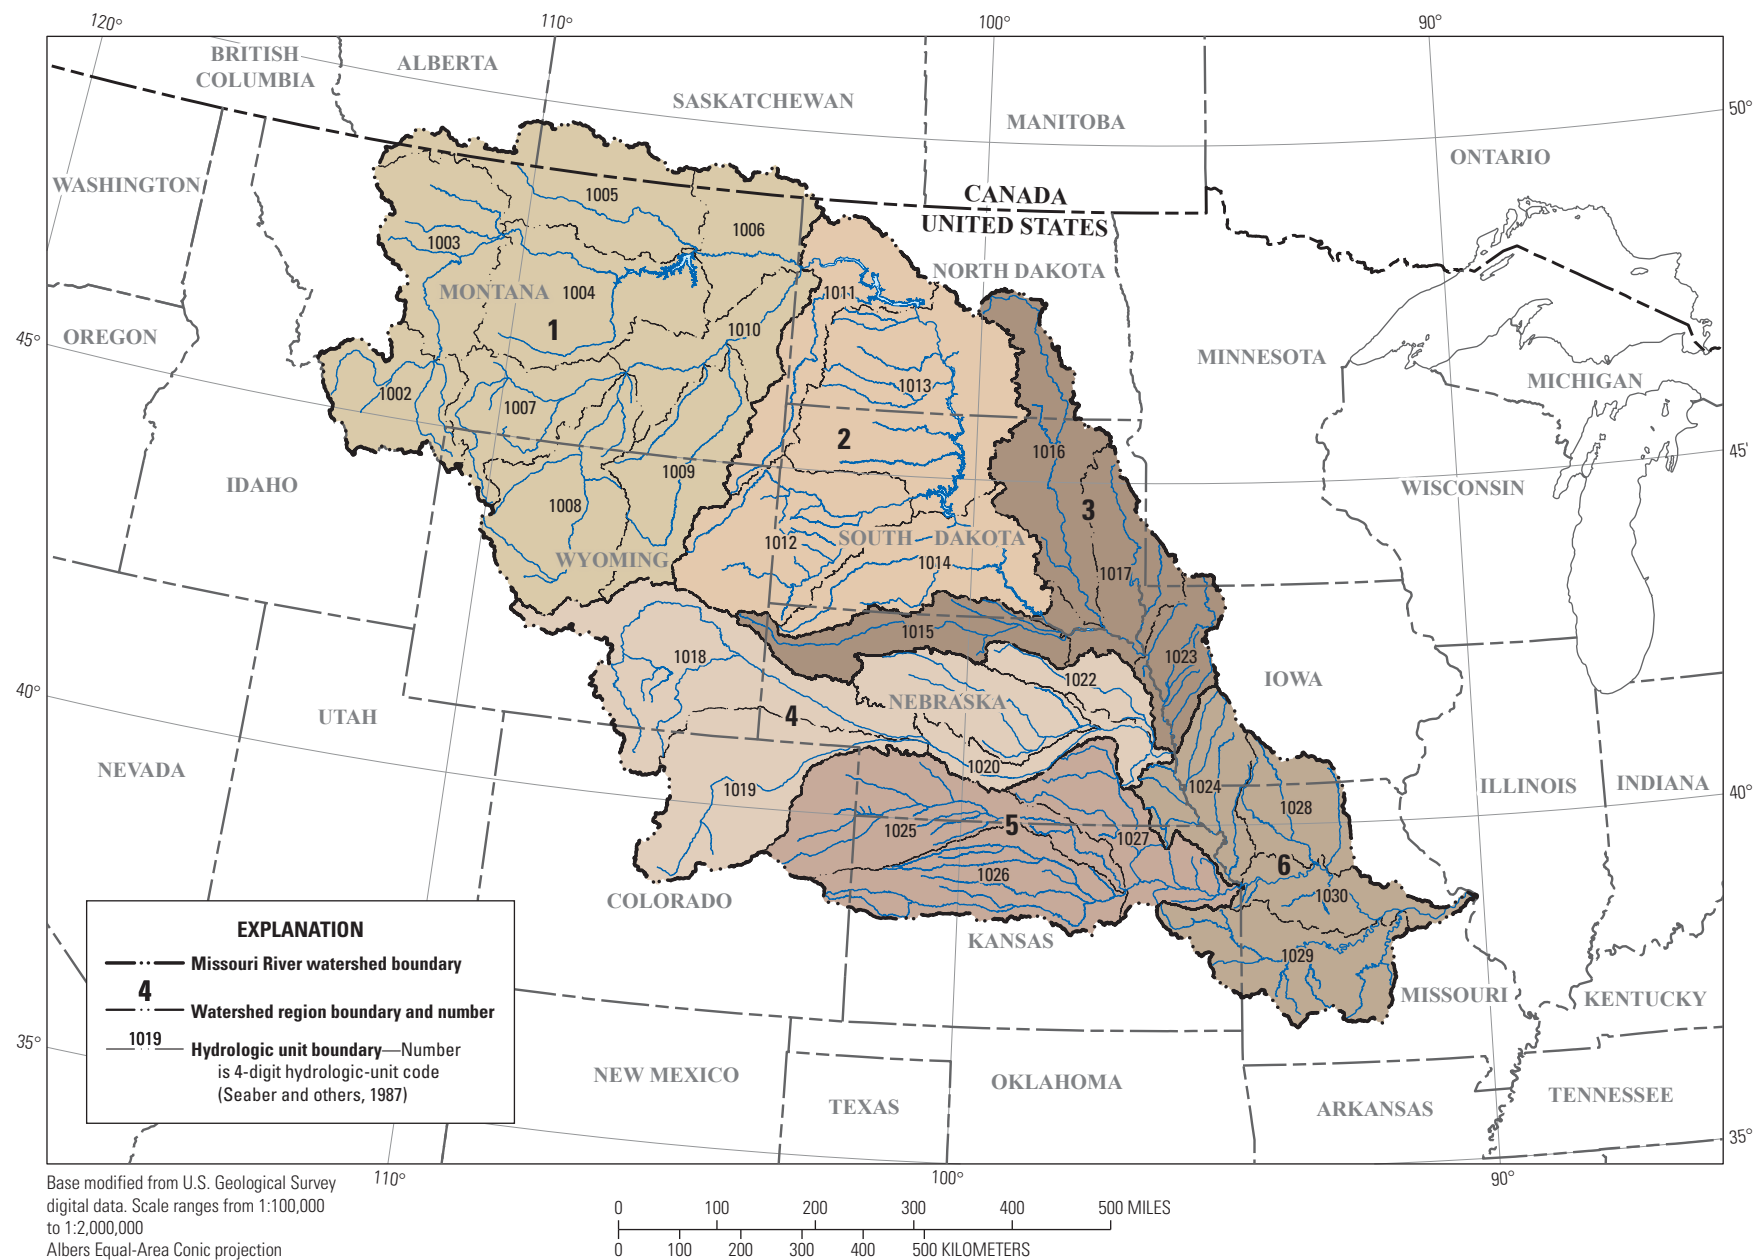 120°
110°
100°
90°
BRITISH
COLUMBIA
ALBERTA
SASKATCHEWAN
MANITOBA
50°
ONTARIO
WASHINGTON
1005
CANADA
UNITED STATES
1003
1006
NORTH DAKOTA
MONTANA
1004
1011
1
1010
OREGON
45°
MINNESOTA
MICHIGAN
1002
1007
1013
2
1016
45°
IDAHO
1009
WISCONSIN
1008
3
WYOMING
1012
SOUTH DAKOTA
1014
1017
1015
1018
1023
1022
IOWA
40°
UTAH
4
NEBRASKA
NEVADA
1020
1019
1024
ILLINOIS
INDIANA
40°
1025
5
1027
1028
1026
6
1030
COLORADO
KANSAS
1029
MISSOURI
KENTUCKY
35°
NEW MEXICO
OKLAHOMA
TEXAS
ARKANSAS
TENNESSEE
35°
EXPLANATION
Missouri River watershed boundary
4
Watershed region boundary and number
1019
Hydrologic unit boundary—Number
is 4-digit hydrologic-unit code
(Seaber and others, 1987)
110°
100°
90°
Base modified from U.S. Geological Survey
digital data. Scale ranges from 1:100,000
to 1:2,000,000
Albers Equal-Area Conic projection
0 100 200 300 400 500 MILES
0 100 200 300 400 500 KILOMETERS